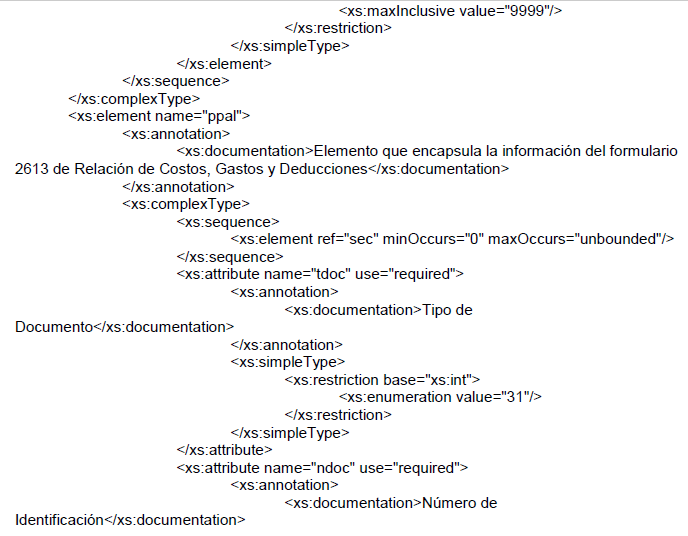 <xs:maxInclusive value="9999"/>
</xs:restriction>
</xs:simpleType>
</xs:element>
</xs:sequence>
</xs:complexType>
<xs:element name="ppal">
<xs:annotation>
<xs:documentation>Elemento que encapsula la información del formulario
2613 de Relación de Costos, Gastos y Deducciones</xs:documentation>
</xs:annotation>
<xs:complexType>
<xs:sequence>
<xs:element ref="sec" minOccurs="0" maxOccurs="unbounded"/>
</xs:sequence>
<xs:attribute name="tdoc" use="required">
<xs:annotation>
<xs:documentation>Tipo de
Documento</xs:documentation>
</xs:annotation>
<xs:simpleType>
<xs:restriction base="xs:int">
<xs:enumeration value="31"/>
</xs:restriction>
</xs:simpleType>
</xs:attribute>
<xs:attribute name="ndoc" use="required">
<xs:annotation>
<xs:documentation>Número de
Identificación</xs:documentation>